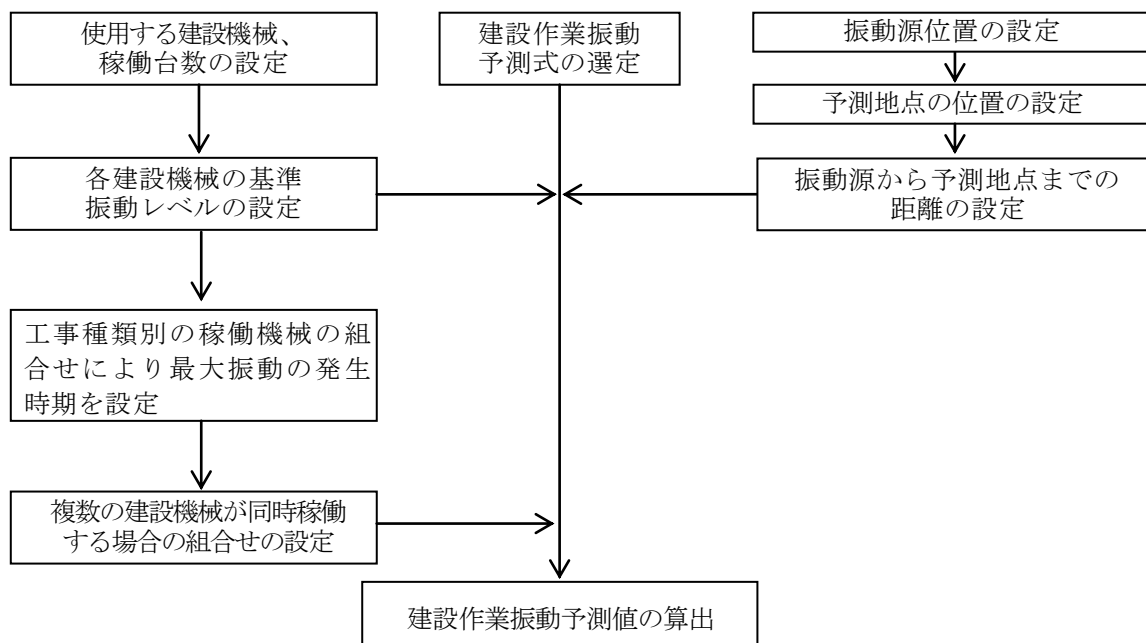 使用する建設機械、
稼働台数の設定
建設作業振動
予測式の選定
振動源位置の設定
予測地点の位置の設定
各建設機械の基準
振動レベルの設定
振動源から予測地点までの
距離の設定
工事種類別の稼働機械の組
合せにより最大振動の発生
時期を設定
複数の建設機械が同時稼働
する場合の組合せの設定
建設作業振動予測値の算出